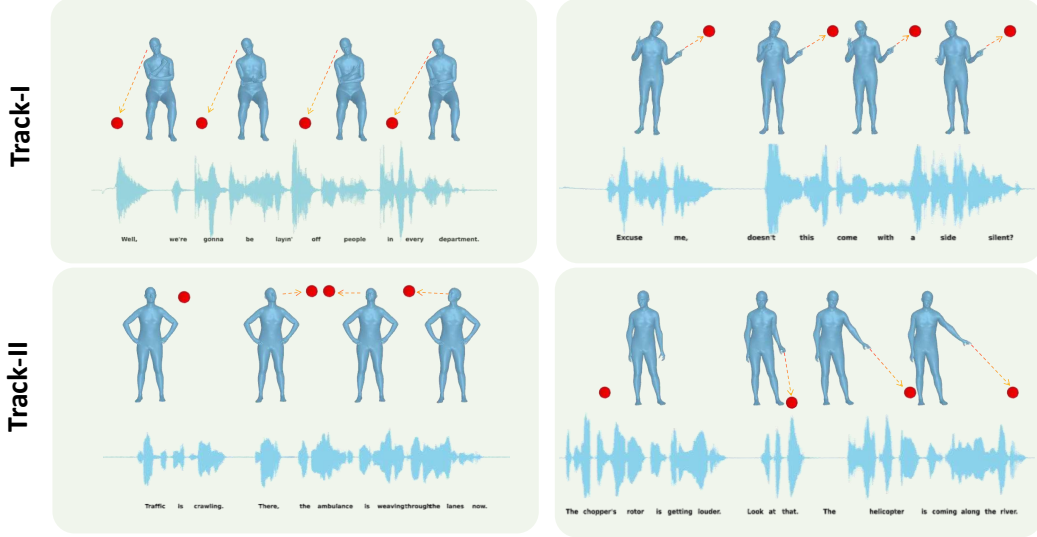 Track-I
Well, we're gonna be layin' off people in every department.
Excuse me, doesn't this come with a side silent?
Track-II
Traffic is crawling. There, the ambulance is weavingthroughthe lanes now.
The chopper's rotor is getting louder. Look at that. The helicopter is coming along the river.